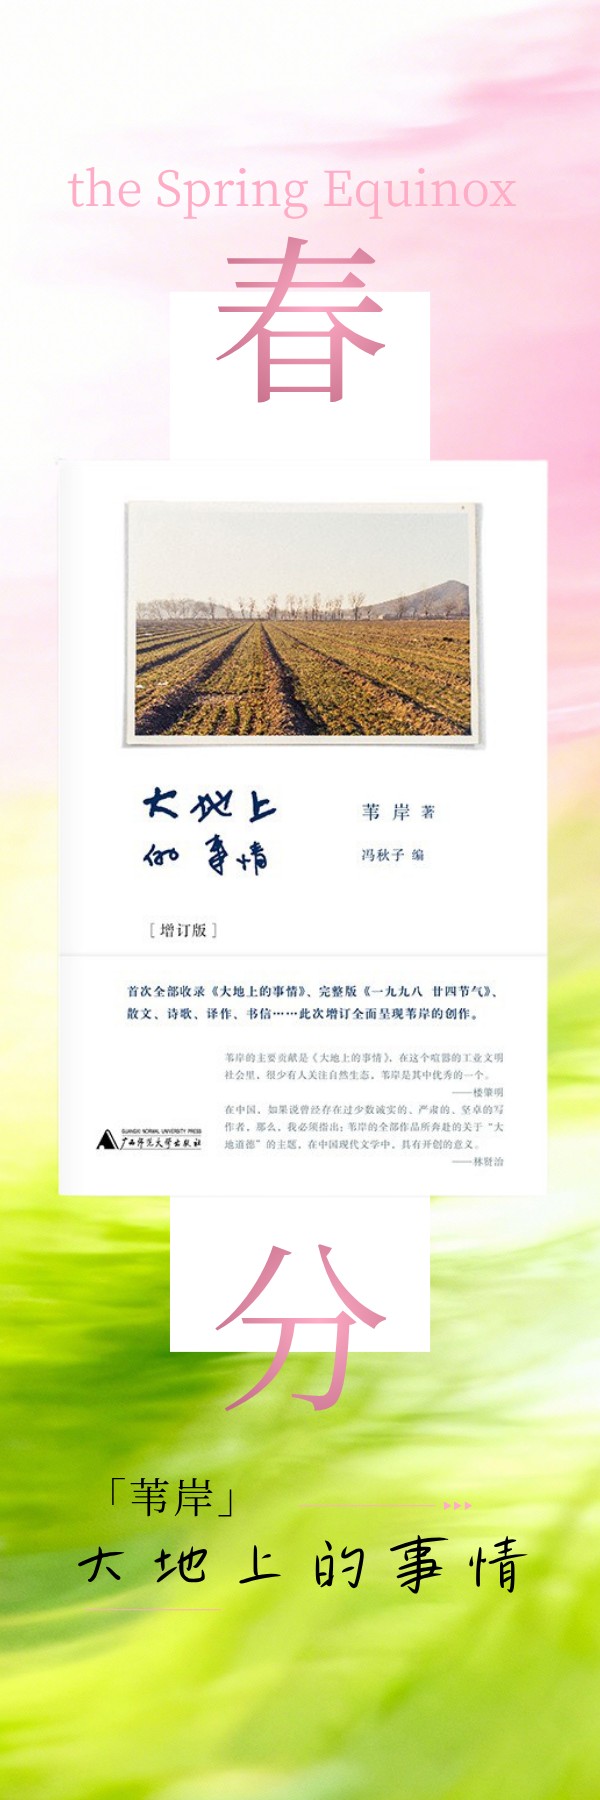 the Spring Equinox
春
大地上
的事情
苇岸 著
冯秋子 编
［增订版］
首次全部收录《大地上的事情》、完整版《一九九八 廿四节气》、
散文、诗歌、译作、书信……此次增订全面呈现苇岸的创作。
苇岸的主要贡献是《大地上的事情》，在这个喧嚣的工业文明
社会里，很少有人关注自然生态，苇岸是其中优秀的一个。
——楼肇明
在中国，如果说曾经存在过少数诚实的、严肃的、坚卓的写
作者，那么，我必须指出；苇岸的全部作品所奔赴的关于“大
地道德”的主题，在中国现代文学中，具有开创的意义。
——林贤治
GUANGXI NORMAL UNIVERSITY PRESS
广西师范大学出版社
分
「苇岸」
大地上的事情